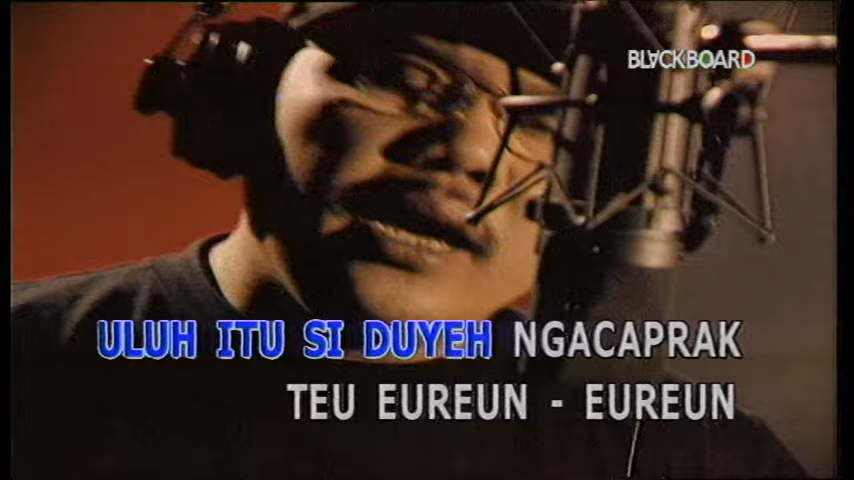 BLACKBOARD
ULUH ITU SI DUYEH NGACAPRAK
TEU EUREUN - EUREUN